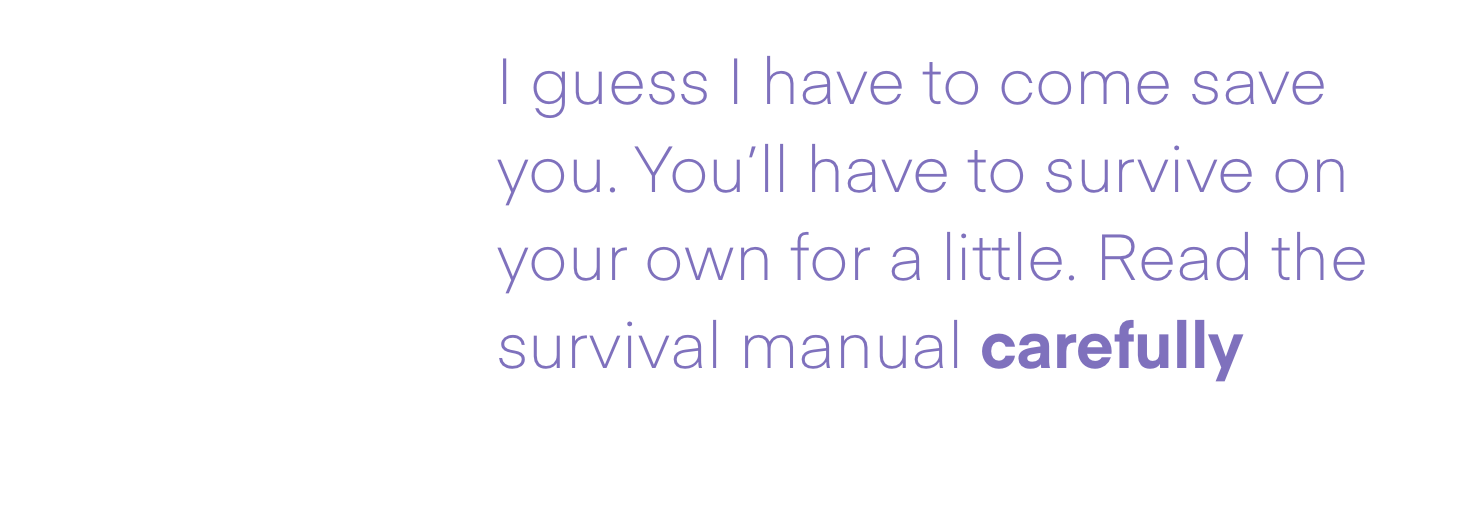 I guess I have to come save
you. You’ll have to survive on
your own for a little. Read the
survival manual carefully